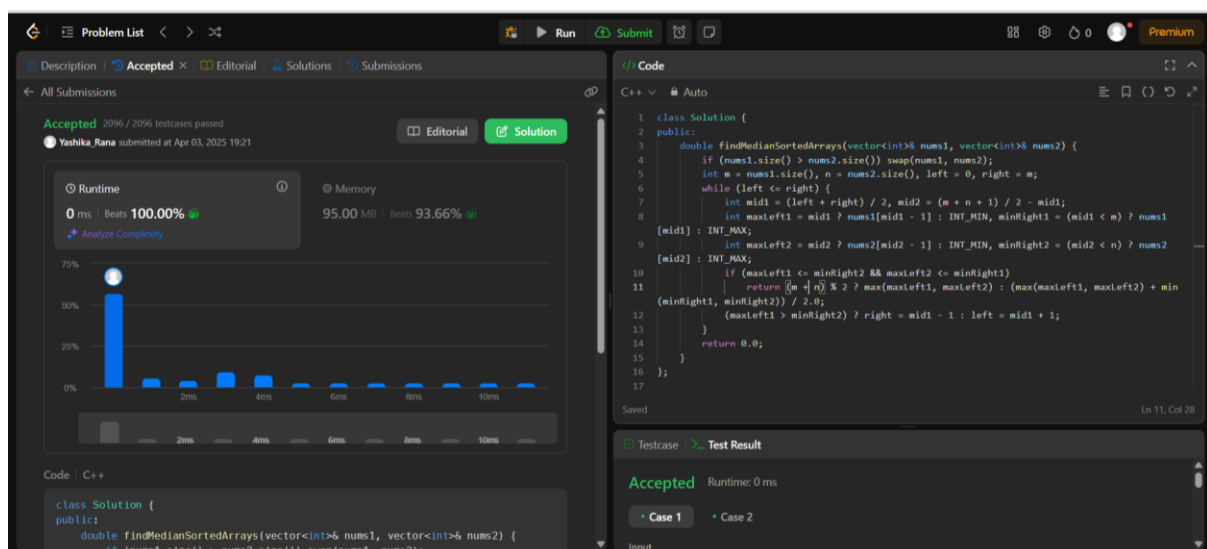 Problem List
Run
Submit
0
Premium
Description | Accepted × | Editorial | Solutions | Submissions
All Submissions
Accepted 2096 / 2096 testcases passed
Yashika_Rana submitted at Apr 03, 2025 19:21
Editorial
Solution
Runtime
0 ms | Beats 100.00%
Analyze Complexity
Memory
95.00 MB | Beats 93.66%
75%
50%
25%
0%
2ms 4ms 6ms 8ms 10ms
2ms 4ms 6ms 8ms 10ms
Code | C++
class Solution {
public:
double findMedianSortedArrays(vector<int>& nums1, vector<int>& nums2) {
if (nums1.size() > nums2.size()) swap(nums1, nums2);
</> Code
C++ Auto
1 class Solution {
2 public:
3 double findMedianSortedArrays(vector<int>& nums1, vector<int>& nums2) {
4 if (nums1.size() > nums2.size()) swap(nums1, nums2);
5 int m = nums1.size(), n = nums2.size(), left = 0, right = m;
6 while (left <= right) {
7 int mid1 = (left + right) / 2, mid2 = (m + n + 1) / 2 - mid1;
8 int maxLeft1 = mid1 ? nums1[mid1 - 1] : INT_MIN, minRight1 = (mid1 < m) ? nums1
[mid1] : INT_MAX;
9 int maxLeft2 = mid2 ? nums2[mid2 - 1] : INT_MIN, minRight2 = (mid2 < n) ? nums2
[mid2] : INT_MAX;
10 if (maxLeft1 <= minRight2 && maxLeft2 <= minRight1)
11 return (m + n) % 2 ? max(maxLeft1, maxLeft2) : (max(maxLeft1, maxLeft2) + min
(minRight1, minRight2)) / 2.0;
12 (maxLeft1 > minRight2) ? right = mid1 - 1 : left = mid1 + 1;
13 }
14 return 0.0;
15 }
16 };
17
Saved
Ln 11, Col 28
Testcase | >_ Test Result
Accepted Runtime: 0 ms
• Case 1 • Case 2
Input